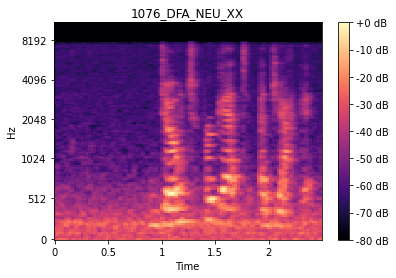 1076_DFA_NEU_XX
Hz
8192
4096
2048
1024
512
0
0
0.5
1
1.5
2
Time
+0 dB
-10 dB
-20 dB
-30 dB
-40 dB
-50 dB
-60 dB
-70 dB
-80 dB